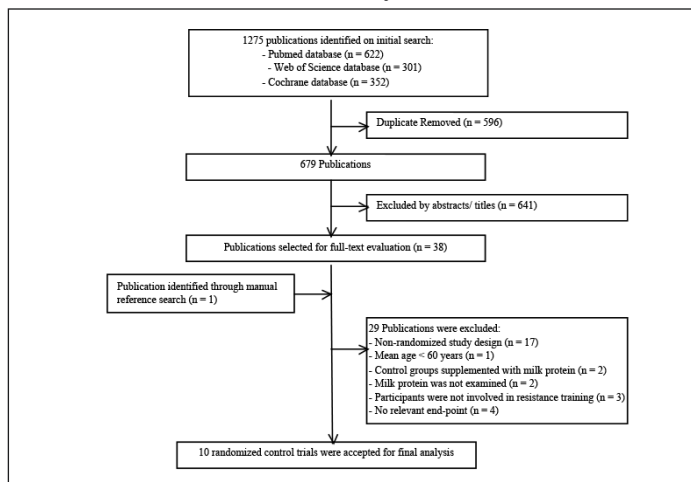 1275 publications identified on initial search:
- Pubmed database (n = 622)
- Web of Science database (n = 301)
- Cochrane database (n = 352)
Duplicate Removed (n = 596)
679 Publications
Excluded by abstracts/ titles (n = 641)
Publications selected for full-text evaluation (n = 38)
Publication identified through manual
reference search (n = 1)
29 Publications were excluded:
- Non-randomized study design (n = 17)
- Mean age < 60 years (n = 1)
- Control groups supplemented with milk protein (n = 2)
- Milk protein was not examined (n = 2)
- Participants were not involved in resistance training (n = 3)
- No relevant end-point (n = 4)
10 randomized control trials were accepted for final analysis